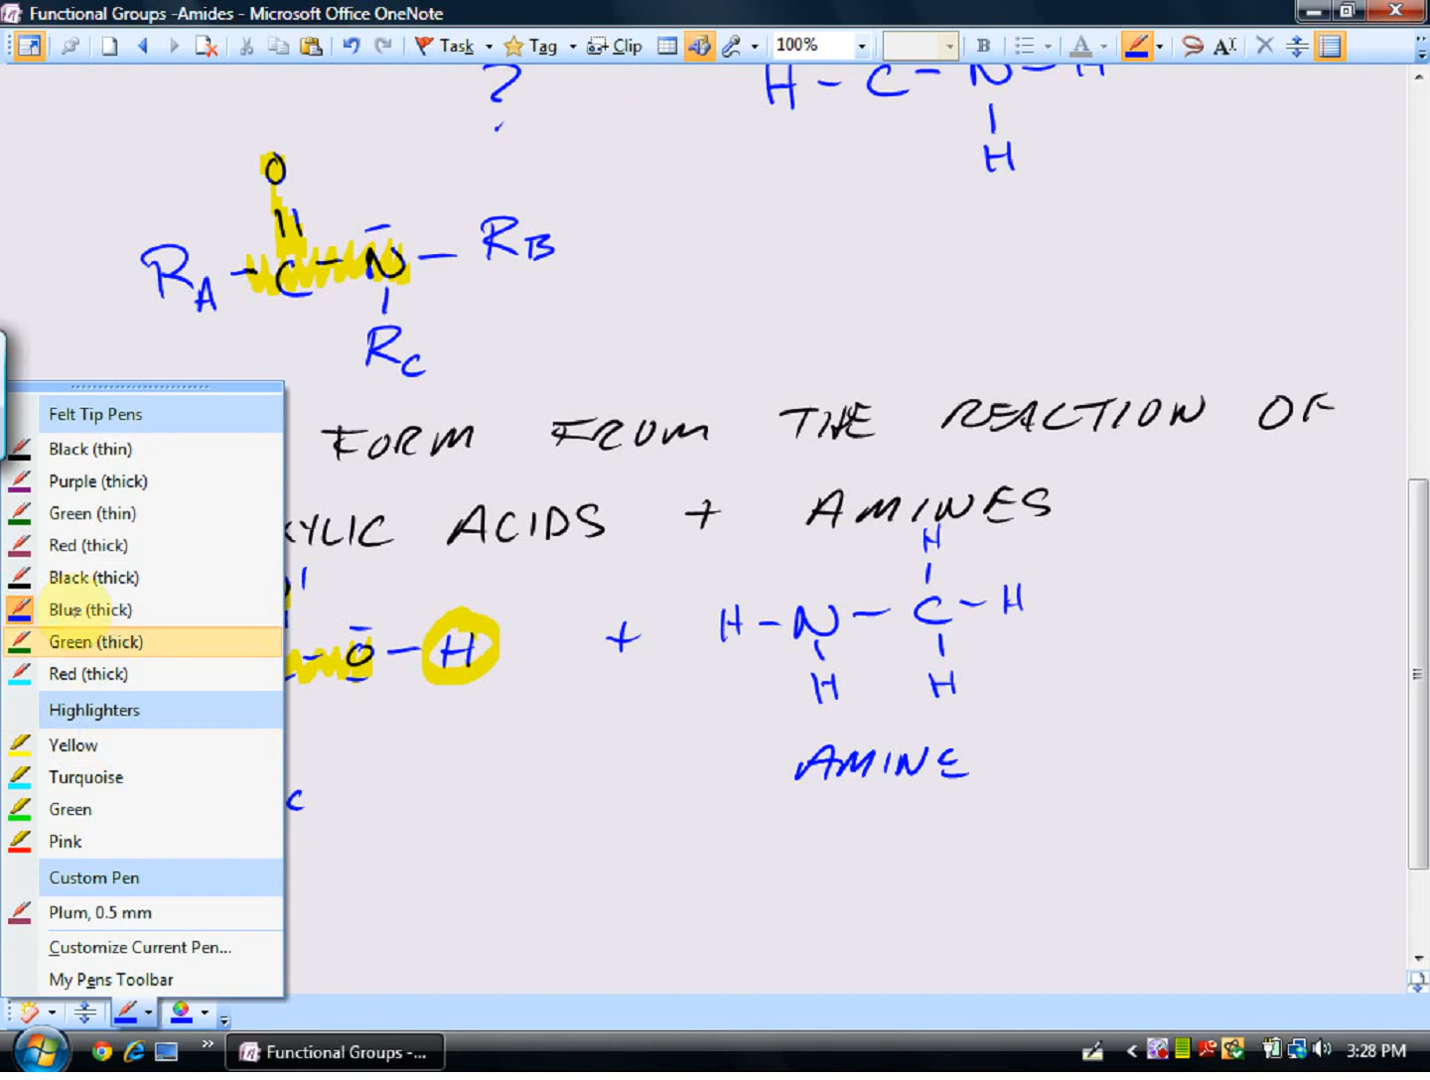 Functional Groups -Amides - Microsoft Office OneNote
Task Tag Clip 100% B A
?
H - C - N - H
H
O
RA - C - N - RB
RC
FORM FROM THE REACTION OF
XYLIC ACIDS + AMINES
H
H - N - C - H
- O - H +
H H
AMINE
C
Felt Tip Pens
Black (thin)
Purple (thick)
Green (thin)
Red (thick)
Black (thick)
Blue (thick)
Green (thick)
Red (thick)
Highlighters
Yellow
Turquoise
Green
Pink
Custom Pen
Plum, 0.5 mm
Customize Current Pen...
My Pens Toolbar
Functional Groups -...
3:28 PM